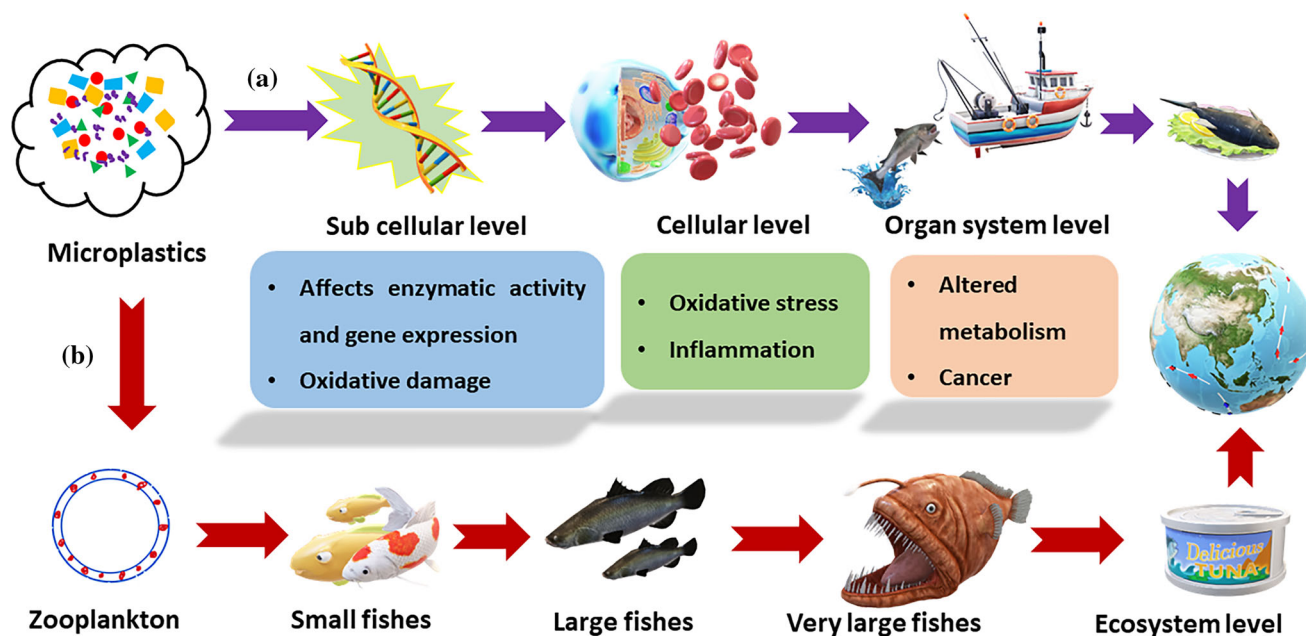 (a)
Microplastics
Sub cellular level
Cellular level
Organ system level
• Affects enzymatic activity
and gene expression
• Oxidative damage
• Oxidative stress
• Inflammation
• Altered
metabolism
• Cancer
(b)
Delicious
TUNA
Zooplankton
Small fishes
Large fishes
Very large fishes
Ecosystem level